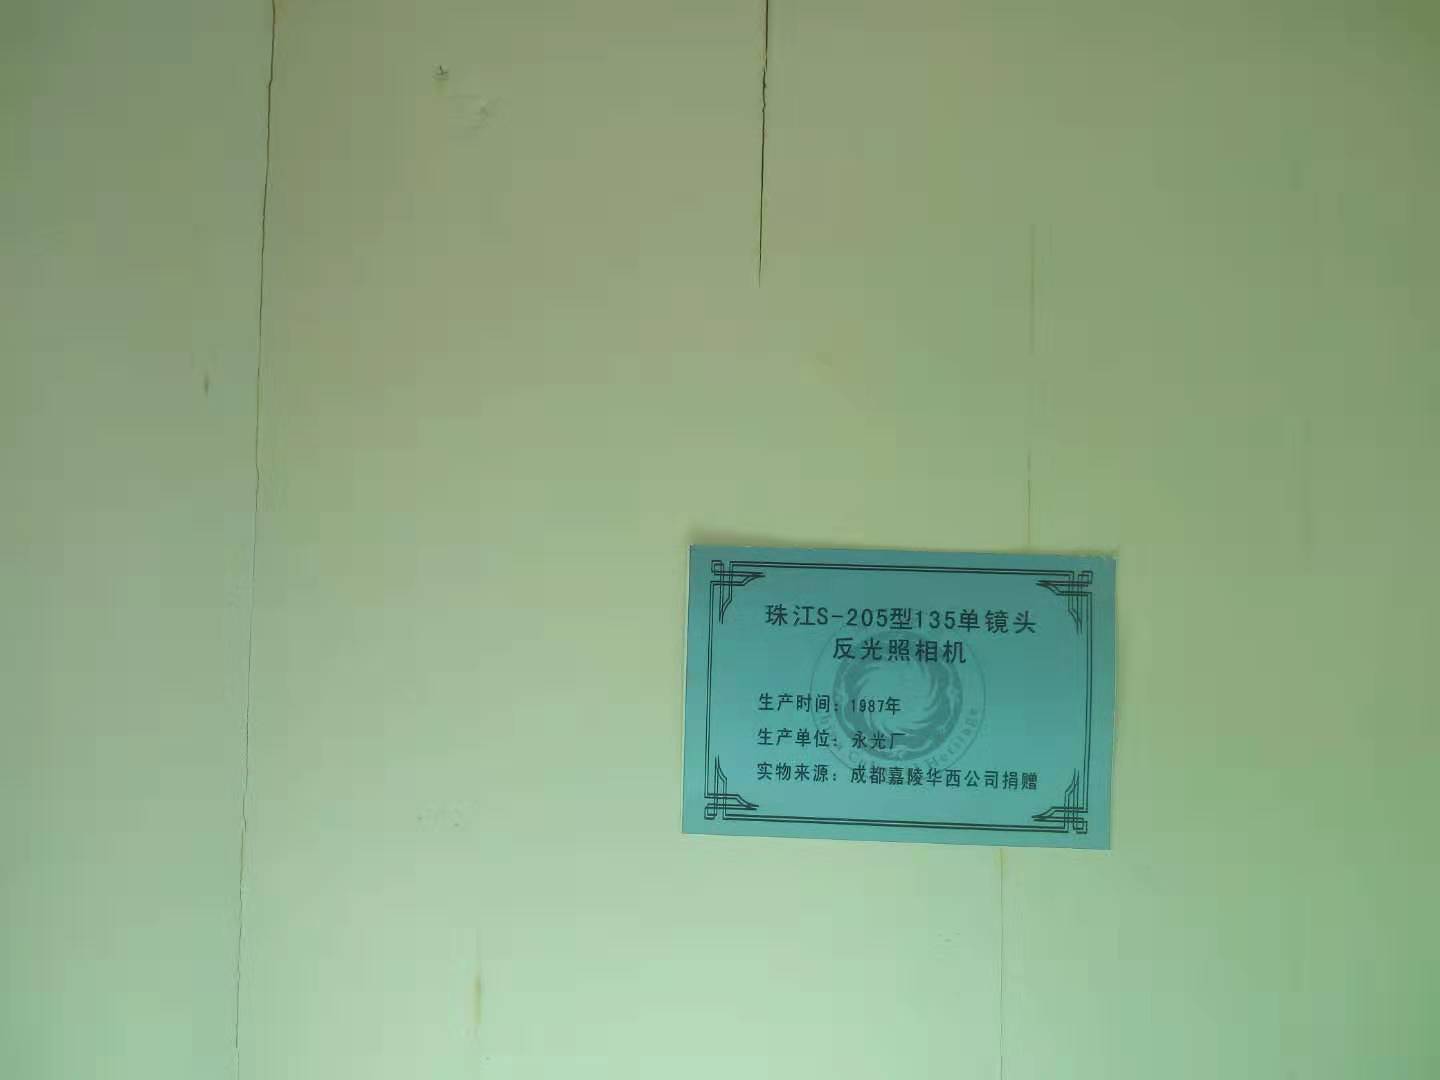 珠江S-205型135单镜头
反光照相机
生产时间：1987年
生产单位：永光厂
实物来源：成都嘉陵华西公司捐赠